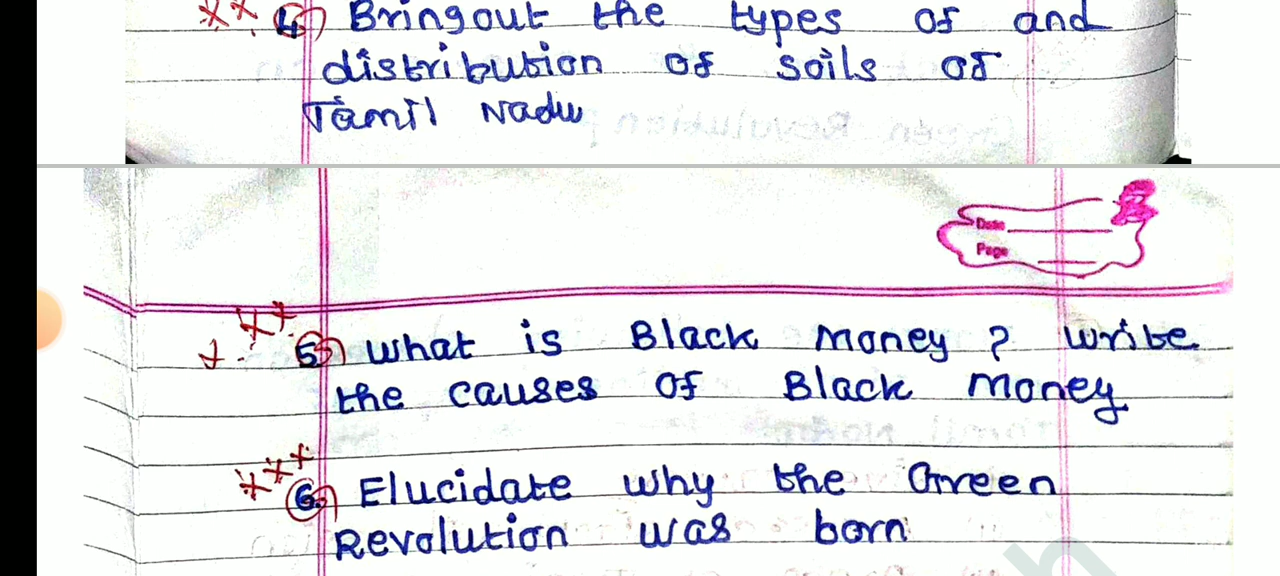 4) Bringout the types of and
distribution of soils of
Tamil Nadu
Date
Page
5) What is Black Money ? Write
the causes of Black Money
6) Elucidate why the Green
Revolution was born